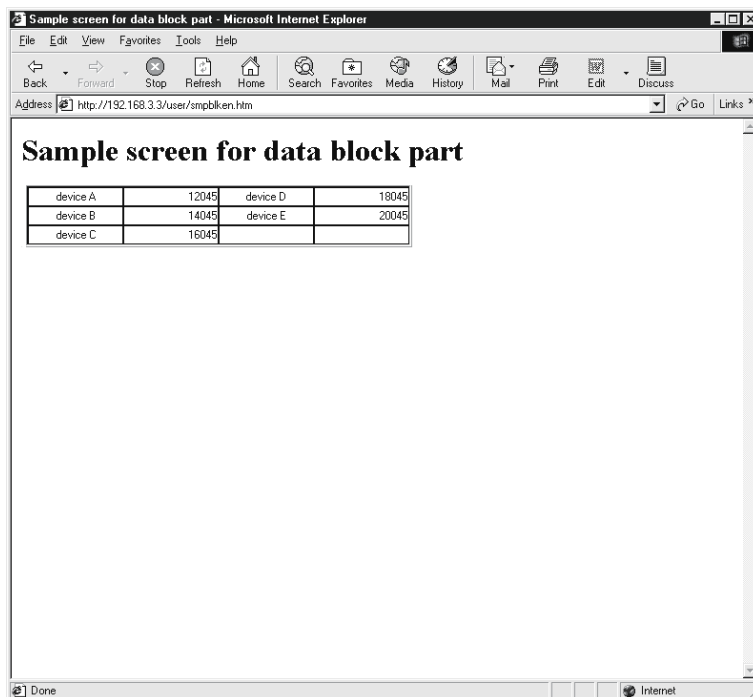 Sample screen for data block part - Microsoft Internet Explorer
File Edit View Favorites Tools Help
Back Forward Stop Refresh Home Search Favorites Media History Mail Print Edit Discuss
Address http://192.168.3.3/user/smpblken.htm Go Links »
Sample screen for data block part
device A 12045 device D 18045
device B 14045 device E 20045
device C 16045
Done Internet